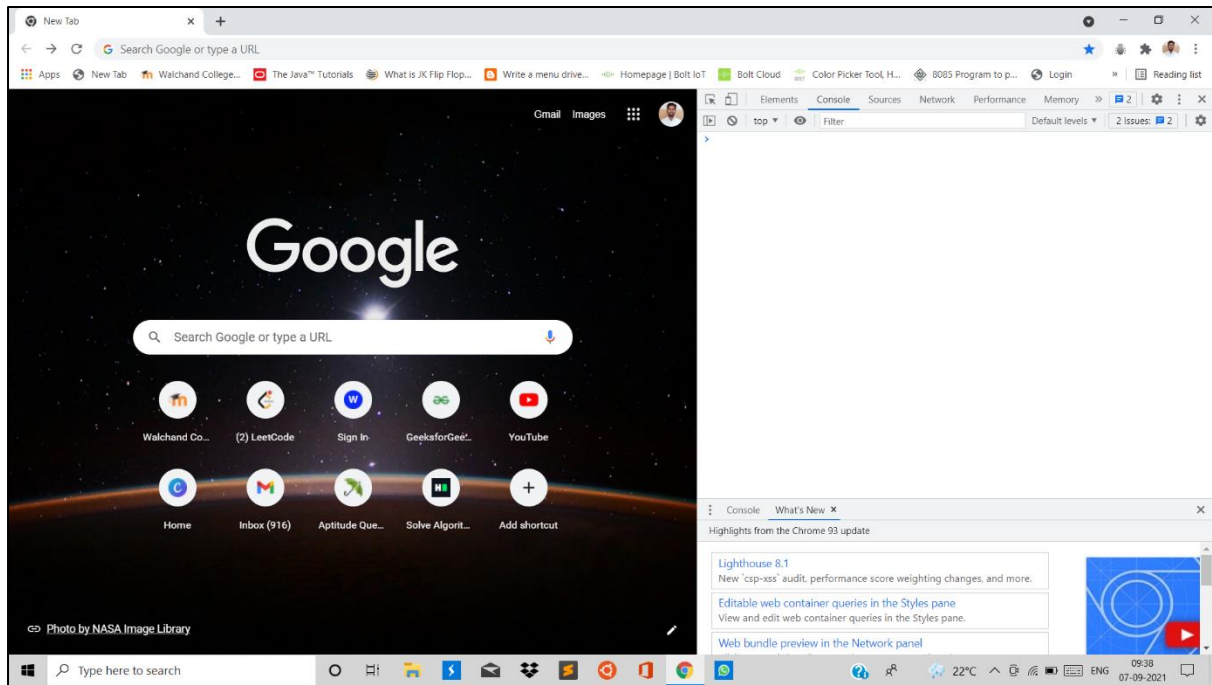 New Tab
Search Google or type a URL
Apps New Tab Walchand College... The Java™ Tutorials What is JK Flip Flop... Write a menu drive... Homepage | Bolt IoT Bolt Cloud Color Picker Tool, H... 8085 Program to p... Login » Reading list
Gmail Images
Google
Search Google or type a URL
Walchand Co... (2) LeetCode Sign In GeeksforGee... YouTube
Home Inbox (916) Aptitude Que... Solve Algorit... Add shortcut
Photo by NASA Image Library
Elements Console Sources Network Performance Memory » 2
top Filter Default levels 2 Issues: 2
Console What's New
Highlights from the Chrome 93 update
Lighthouse 8.1
New `csp-xss` audit, performance score weighting changes, and more.
Editable web container queries in the Styles pane
View and edit web container queries in the Styles pane.
Web bundle preview in the Network panel
Type here to search
22°C ENG 09:38
07-09-2021